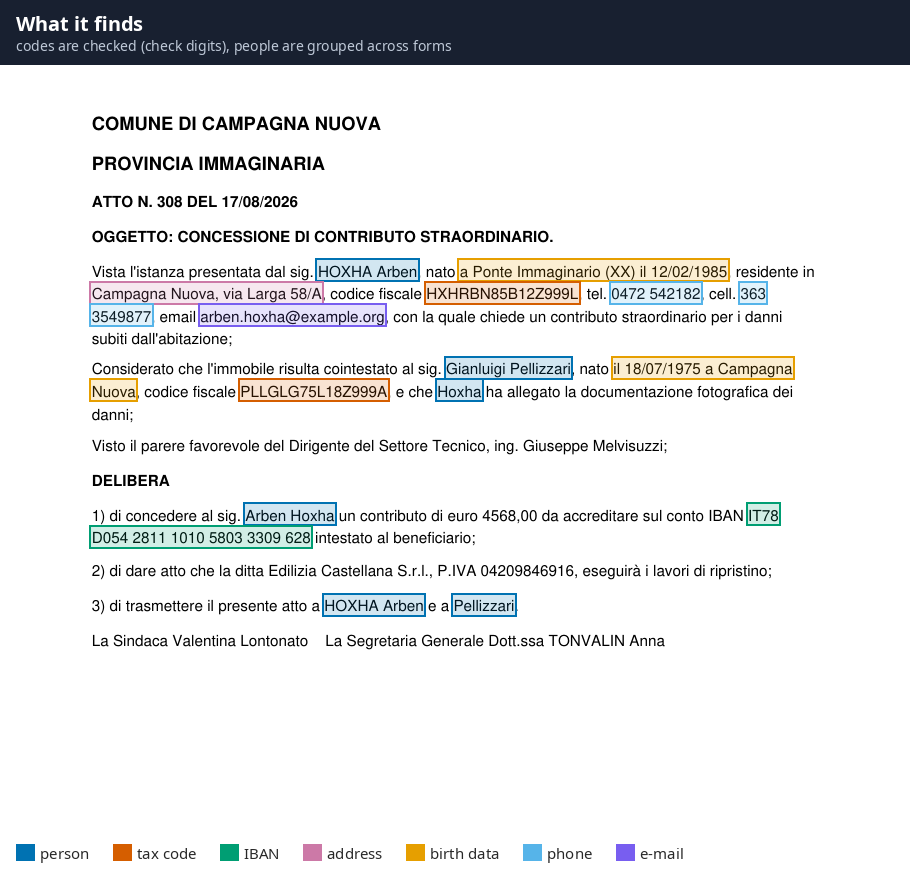 What it finds
codes are checked (check digits), people are grouped across forms
COMUNE DI CAMPAGNA NUOVA
PROVINCIA IMMAGINARIA
ATTO N. 308 DEL 17/08/2026
OGGETTO: CONCESSIONE DI CONTRIBUTO STRAORDINARIO.
Vista l'istanza presentata dal sig. HOXHA Arben, nato a Ponte Immaginario (XX) il 12/02/1985, residente in
Campagna Nuova, via Larga 58/A, codice fiscale HXHRBN85B12Z999L, tel. 0472 542182, cell. 363
3549877, email arben.hoxha@example.org, con la quale chiede un contributo straordinario per i danni
subiti dall'abitazione;
Considerato che l'immobile risulta cointestato al sig. Gianluigi Pellizzari, nato il 18/07/1975 a Campagna
Nuova, codice fiscale PLLGLG75L18Z999A, e che Hoxha ha allegato la documentazione fotografica dei
danni;
Visto il parere favorevole del Dirigente del Settore Tecnico, ing. Giuseppe Melvisuzzi;
DELIBERA
1) di concedere al sig. Arben Hoxha un contributo di euro 4568,00 da accreditare sul conto IBAN IT78
D054 2811 1010 5803 3309 628 intestato al beneficiario;
2) di dare atto che la ditta Edilizia Castellana S.r.l., P.IVA 04209846916, eseguirà i lavori di ripristino;
3) di trasmettere il presente atto a HOXHA Arben e a Pellizzari.
La Sindaca Valentina Lontonato La Segretaria Generale Dott.ssa TONVALIN Anna
person tax code IBAN address birth data phone e-mail